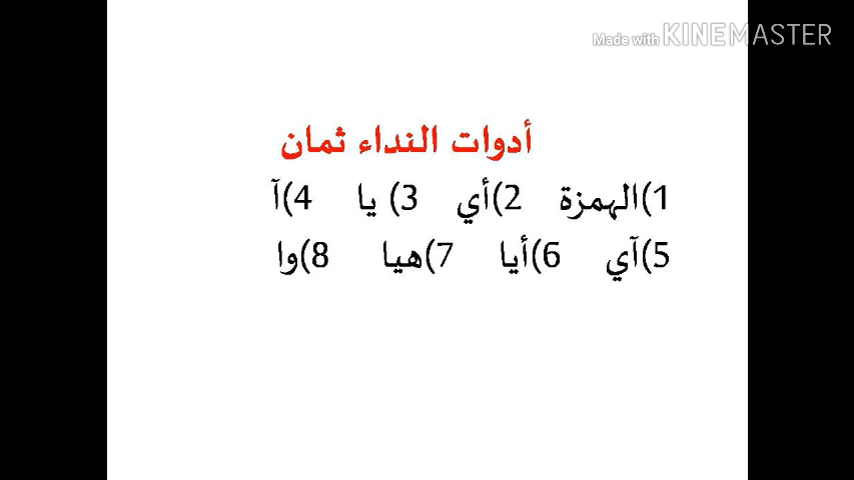 Made with KINEMASTER
أدوات النداء ثمان
1)الهمزة 2)أي 3) يا 4)آ
5)آي 6)أيا 7)هيا 8)وا